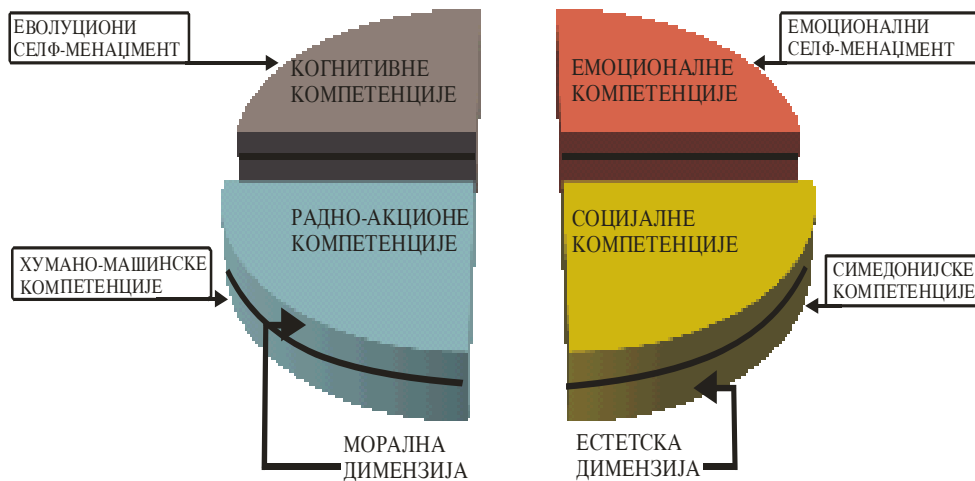 ЕВОЛУЦИОНИ
СЕЛФ-МЕНАЏМЕНТ
КОГНИТИВНЕ
КОМПЕТЕНЦИЈЕ
ЕМОЦИОНАЛНЕ
КОМПЕТЕНЦИЈЕ
ЕМОЦИОНАЛНИ
СЕЛФ-МЕНАЏМЕНТ
РАДНО-АКЦИОНЕ
КОМПЕТЕНЦИЈЕ
СОЦИЈАЛНЕ
КОМПЕТЕНЦИЈЕ
ХУМАНО-МАШИНСКЕ
КОМПЕТЕНЦИЈЕ
СИМЕДОНИЈСКЕ
КОМПЕТЕНЦИЈЕ
МОРАЛНА
ДИМЕНЗИЈА
ЕСТЕТСКА
ДИМЕНЗИЈА